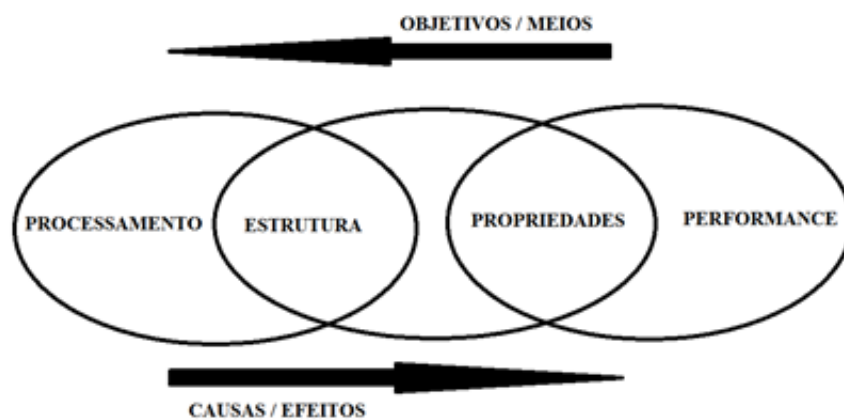 OBJETIVOS / MEIOS
PROCESSAMENTO ESTRUTURA PROPRIEDADES PERFORMANCE
CAUSAS / EFEITOS